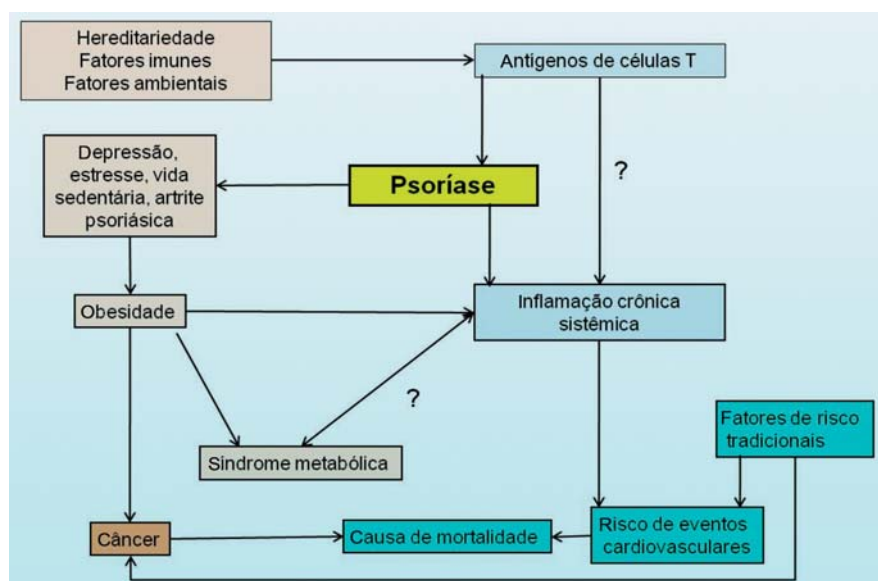 Hereditariedade
Fatores imunes
Fatores ambientais
Antígenos de células T
Depressão,
estresse, vida
sedentária, artrite
psoriásica
Psoríase
?
Obesidade
Inflamação crônica
sistêmica
?
Fatores de risco
tradicionais
Síndrome metabólica
Câncer
Causa de mortalidade
Risco de eventos
cardiovasculares